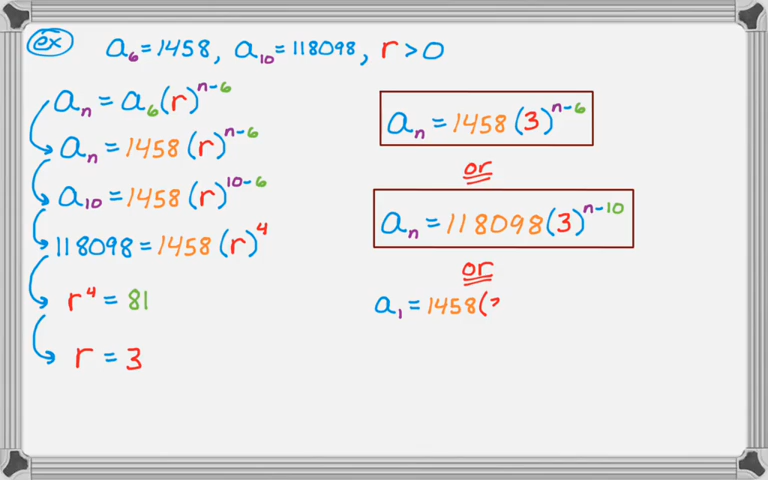 ex a₆ = 1458, a₁₀ = 118098, r > 0
aₙ = a₆(r)ⁿ⁻⁶
aₙ = 1458(r)ⁿ⁻⁶
a₁₀ = 1458(r)¹⁰⁻⁶
118098 = 1458(r)⁴
r⁴ = 81
r = 3
aₙ = 1458(3)ⁿ⁻⁶
or
aₙ = 118098(3)ⁿ⁻¹⁰
or
a₁ = 1458(